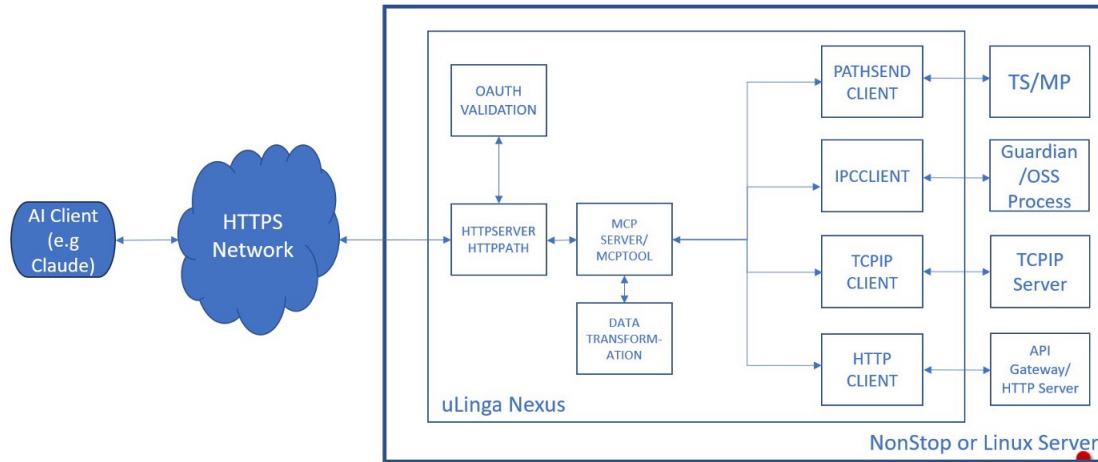 AI Client
(e.g
Claude)
HTTPS
Network
OAUTH
VALIDATION
HTTPSERVER
HTTPPATH
MCP
SERVER/
MCPTOOL
DATA
TRANSFORM-
ATION
PATHSEND
CLIENT
IPCCLIENT
TCPIP
CLIENT
HTTP
CLIENT
TS/MP
Guardian
/OSS
Process
TCPIP
Server
API
Gateway/
HTTP Server
uLinga Nexus
NonStop or Linux Server